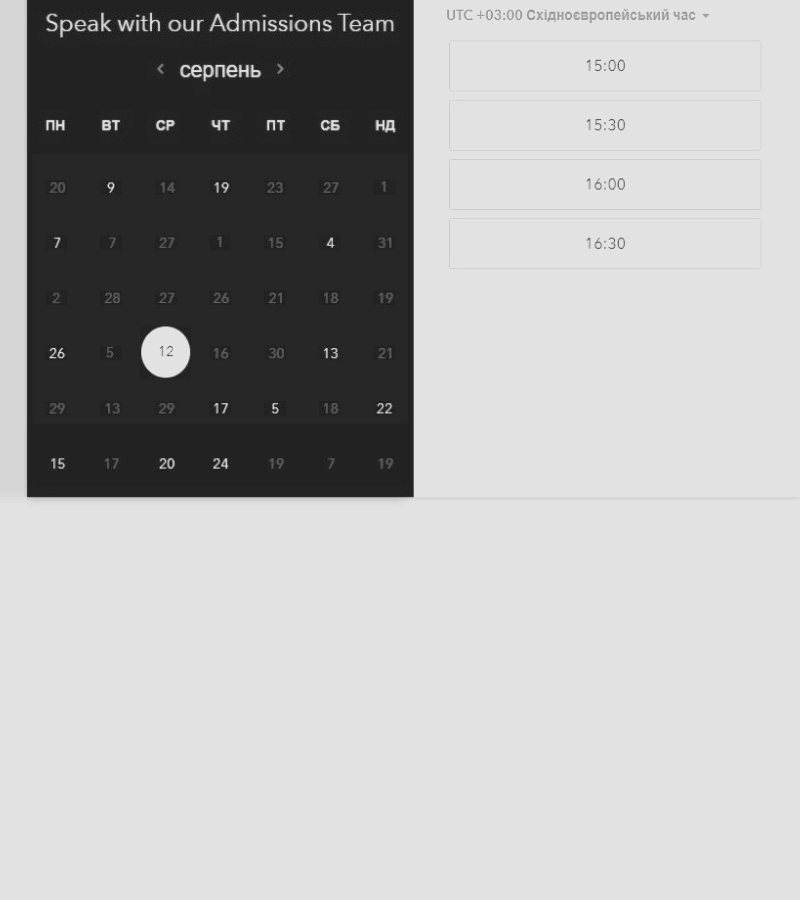 Speak with our Admissions Team
серпень
ПН ВТ СР ЧТ ПТ СБ НД
20 9 14 19 23 27 1
7 7 27 1 15 4 31
2 28 27 26 21 18 19
26 5 12 16 30 13 21
29 13 29 17 5 18 22
15 17 20 24 19 7 19
UTC +03:00 Східноєвропейський час
15:00
15:30
16:00
16:30